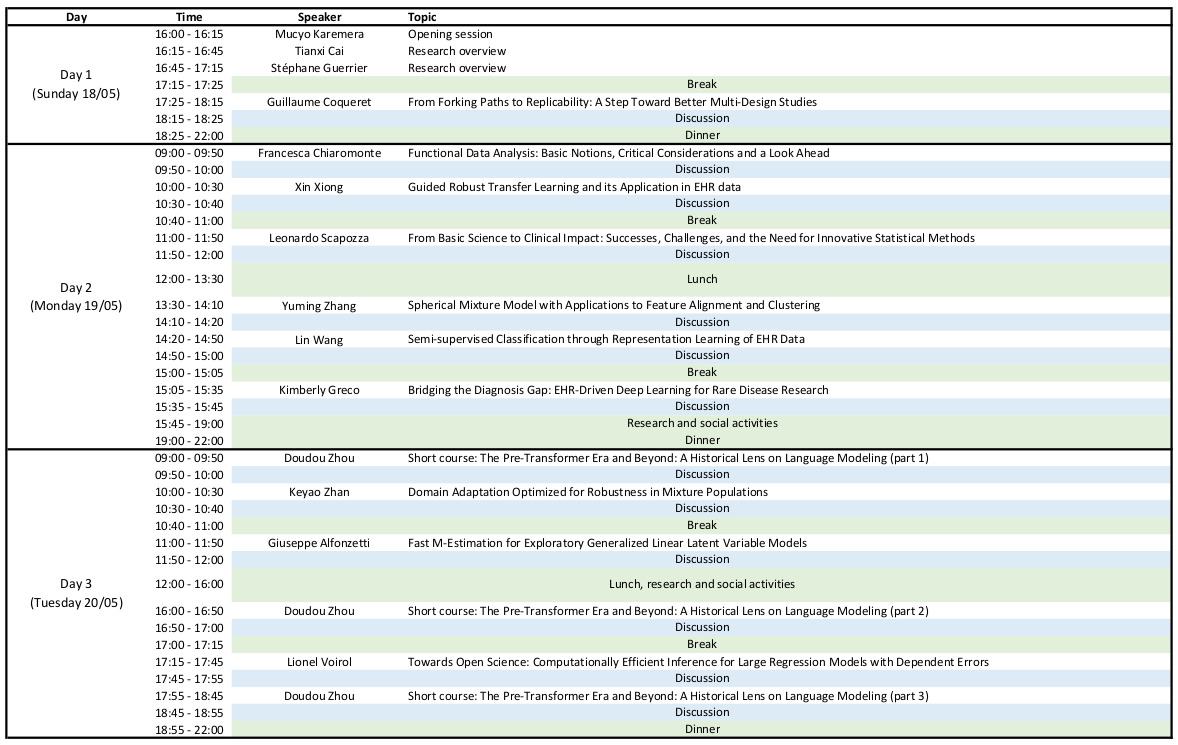 Day Time Speaker Topic
16:00 - 16:15 Mucyo Karemera Opening session
16:15 - 16:45 Tianxi Cai Research overview
16:45 - 17:15 Stéphane Guerrier Research overview
Day 1
(Sunday 18/05)
17:15 - 17:25 Break
17:25 - 18:15 Guillaume Coqueret From Forking Paths to Replicability: A Step Toward Better Multi-Design Studies
18:15 - 18:25 Discussion
18:25 - 22:00 Dinner
09:00 - 09:50 Francesca Chiaromonte Functional Data Analysis: Basic Notions, Critical Considerations and a Look Ahead
09:50 - 10:00 Discussion
10:00 - 10:30 Xin Xiong Guided Robust Transfer Learning and its Application in EHR data
10:30 - 10:40 Discussion
10:40 - 11:00 Break
11:00 - 11:50 Leonardo Scapozza From Basic Science to Clinical Impact: Successes, Challenges, and the Need for Innovative Statistical Methods
11:50 - 12:00 Discussion
12:00 - 13:30 Lunch
Day 2
(Monday 19/05)
13:30 - 14:10 Yuming Zhang Spherical Mixture Model with Applications to Feature Alignment and Clustering
14:10 - 14:20 Discussion
14:20 - 14:50 Lin Wang Semi-supervised Classification through Representation Learning of EHR Data
14:50 - 15:00 Discussion
15:00 - 15:05 Break
15:05 - 15:35 Kimberly Greco Bridging the Diagnosis Gap: EHR-Driven Deep Learning for Rare Disease Research
15:35 - 15:45 Discussion
15:45 - 19:00 Research and social activities
19:00 - 22:00 Dinner
09:00 - 09:50 Doudou Zhou Short course: The Pre-Transformer Era and Beyond: A Historical Lens on Language Modeling (part 1)
09:50 - 10:00 Discussion
10:00 - 10:30 Keyao Zhan Domain Adaptation Optimized for Robustness in Mixture Populations
10:30 - 10:40 Discussion
10:40 - 11:00 Break
11:00 - 11:50 Giuseppe Alfonzetti Fast M-Estimation for Exploratory Generalized Linear Latent Variable Models
11:50 - 12:00 Discussion
Day 3
(Tuesday 20/05)
12:00 - 16:00 Lunch, research and social activities
16:00 - 16:50 Doudou Zhou Short course: The Pre-Transformer Era and Beyond: A Historical Lens on Language Modeling (part 2)
16:50 - 17:00 Discussion
17:00 - 17:15 Break
17:15 - 17:45 Lionel Voirol Towards Open Science: Computationally Efficient Inference for Large Regression Models with Dependent Errors
17:45 - 17:55 Discussion
17:55 - 18:45 Doudou Zhou Short course: The Pre-Transformer Era and Beyond: A Historical Lens on Language Modeling (part 3)
18:45 - 18:55 Discussion
18:55 - 22:00 Dinner